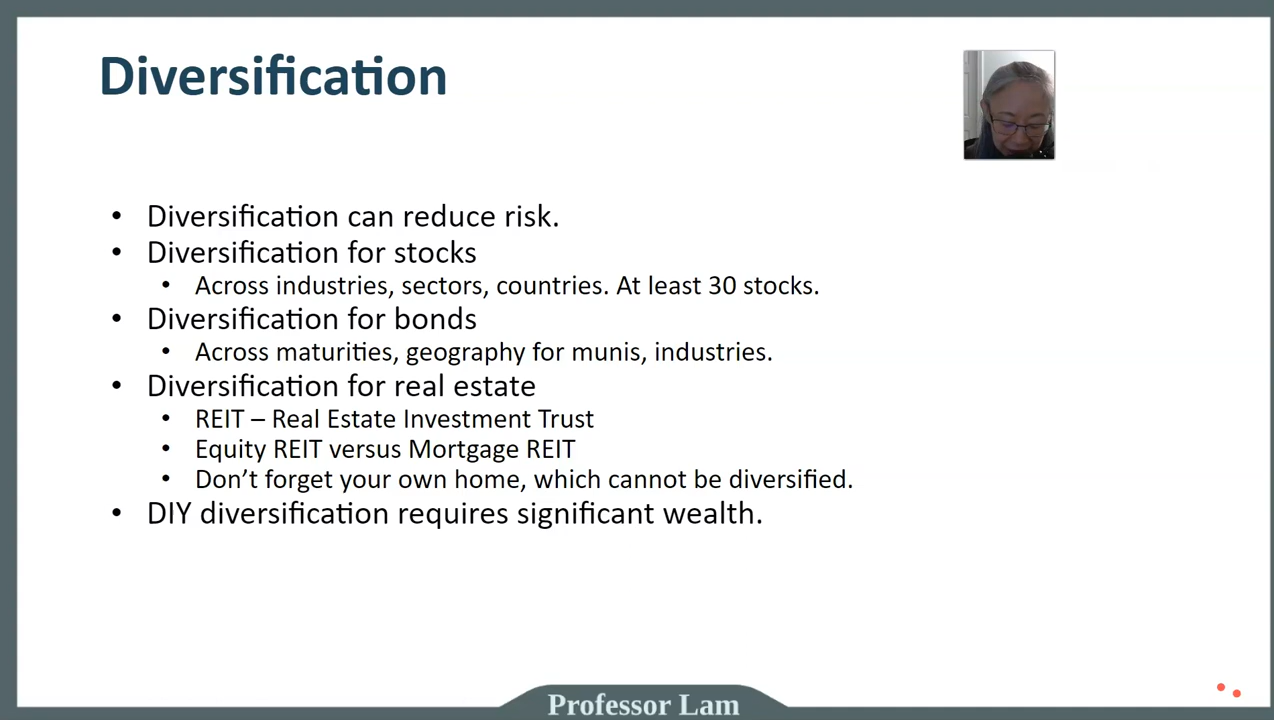 Diversification
Diversification can reduce risk.
Diversification for stocks
Across industries, sectors, countries. At least 30 stocks.
Diversification for bonds
Across maturities, geography for munis, industries.
Diversification for real estate
REIT – Real Estate Investment Trust
Equity REIT versus Mortgage REIT
Don’t forget your own home, which cannot be diversified.
DIY diversification requires significant wealth.
Professor Lam